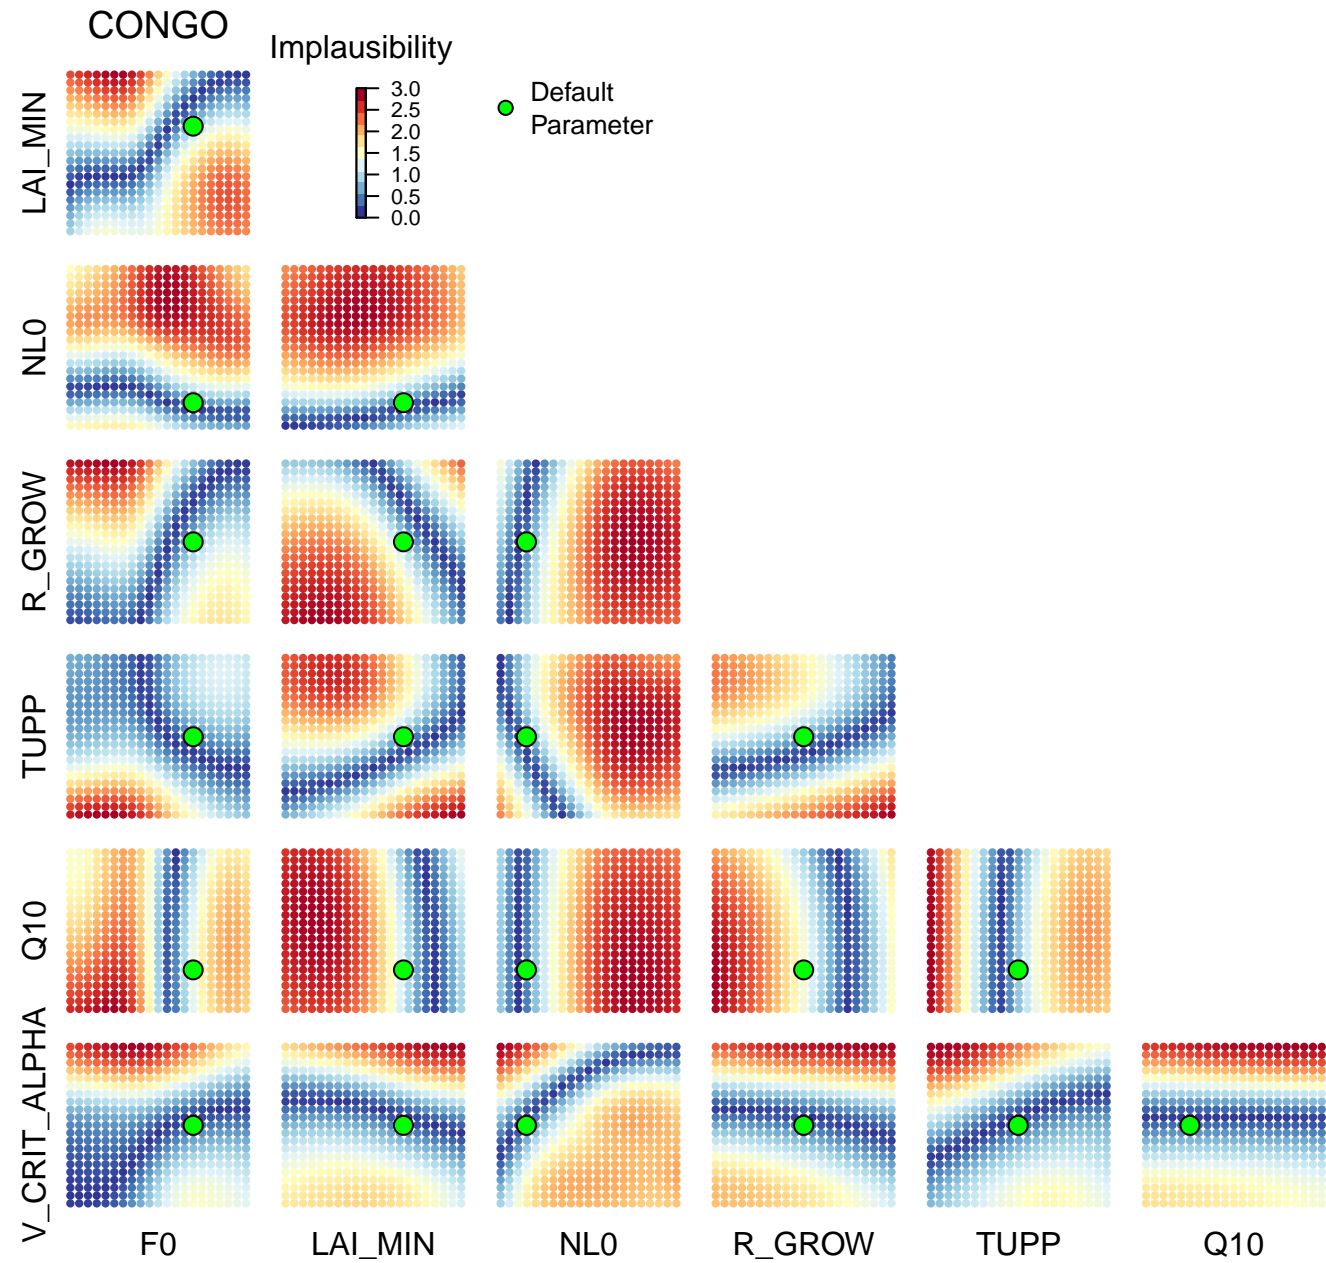 CONGO
Implausibility
3.0
2.5
2.0
1.5
1.0
0.5
0.0
Default
Parameter
LAI_MIN
NL0
R_GROW
TUPP
Q10
V_CRIT_ALPHA
F0
LAI_MIN
NL0
R_GROW
TUPP
Q10